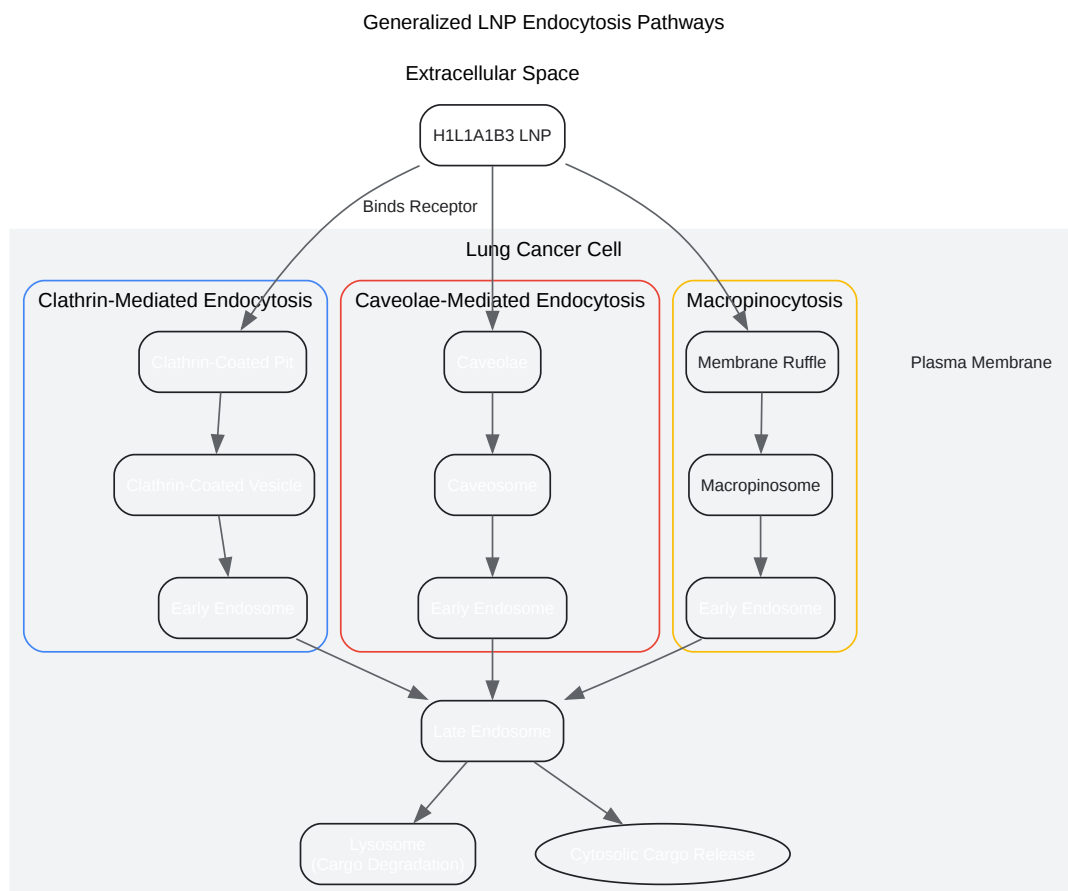 Generalized LNP Endocytosis Pathways
Extracellular Space
H1L1A1B3 LNP
Binds Receptor
Lung Cancer Cell
Clathrin-Mediated Endocytosis
Caveolae-Mediated Endocytosis
Macropinocytosis
Clathrin-Coated Pit
Caveolae
Membrane Ruffle
Plasma Membrane
Clathrin-Coated Vesicle
Caveosome
Macropinosome
Early Endosome
Early Endosome
Early Endosome
Late Endosome
Lysosome
(Cargo Degradation)
Cytosolic Cargo Release